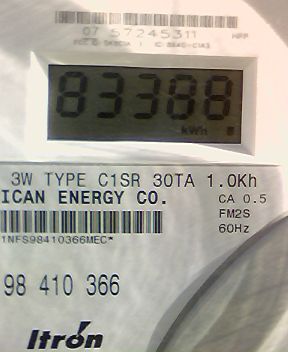 07 57245311
83388
kWh
3W TYPE C1SR 30TA 1.0Kh
ICAN ENERGY CO.
CA 0.5
FM2S
60Hz
1NFS98410366MEC*
98 410 366
Itrón